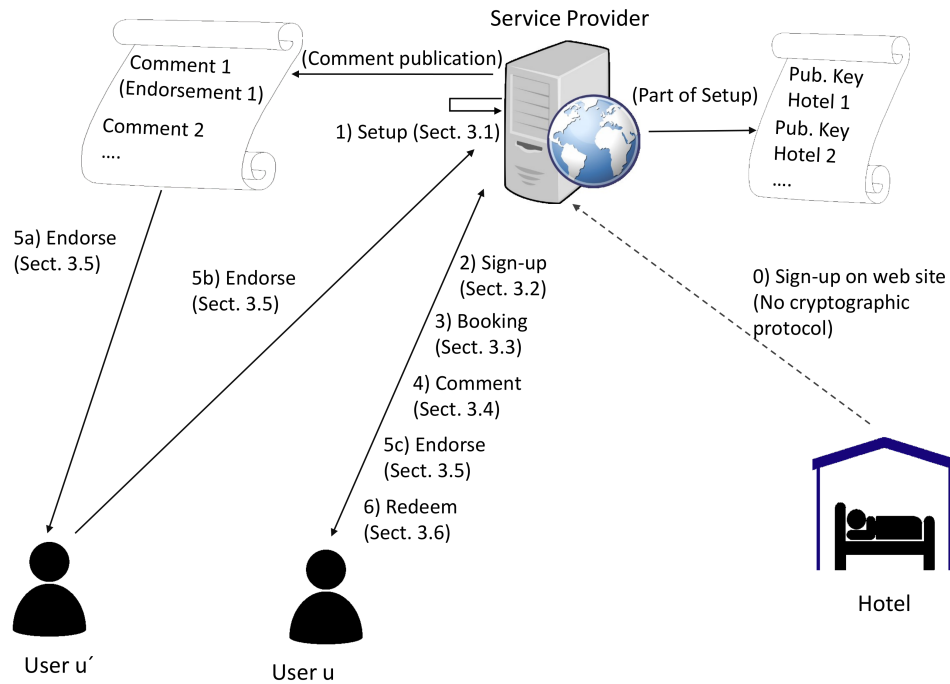 Service Provider
Comment 1
(Endorsement 1)
Comment 2
....
(Comment publication)
1) Setup (Sect. 3.1)
(Part of Setup)
Pub. Key
Hotel 1
Pub. Key
Hotel 2
....
5a) Endorse
(Sect. 3.5)
5b) Endorse
(Sect. 3.5)
2) Sign-up
(Sect. 3.2)
3) Booking
(Sect. 3.3)
4) Comment
(Sect. 3.4)
5c) Endorse
(Sect. 3.5)
6) Redeem
(Sect. 3.6)
0) Sign-up on web site
(No cryptographic
protocol)
User u´
User u
Hotel